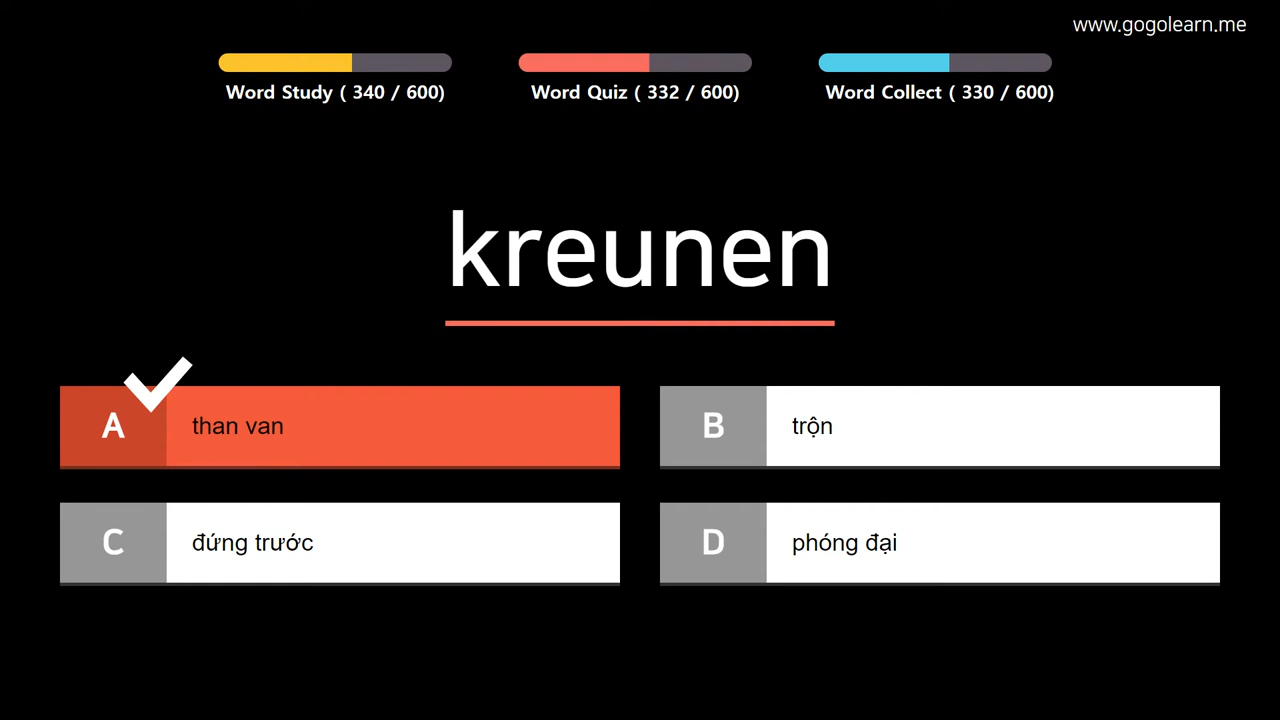 www.gogolearn.me
Word Study ( 340 / 600)
Word Quiz ( 332 / 600)
Word Collect ( 330 / 600)
kreunen
A than van
B trộn
C đứng trước
D phóng đại